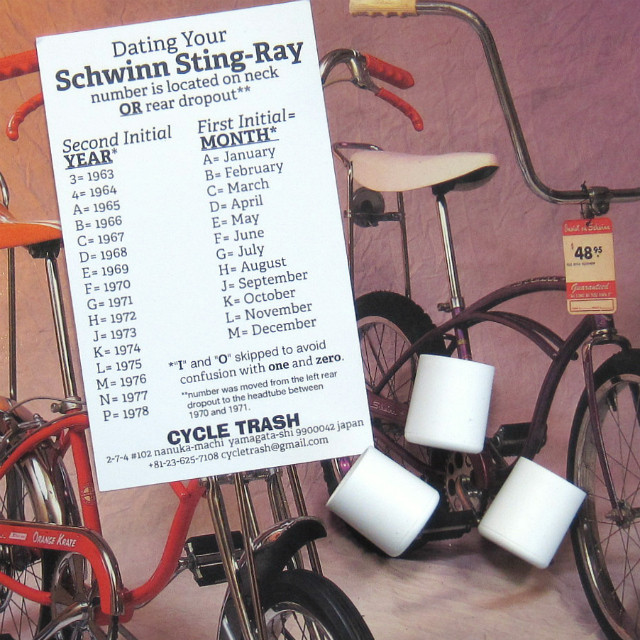 Dating Your
Schwinn Sting-Ray
number is located on neck
OR rear dropout**
Second Initial
YEAR*
3= 1963
4= 1964
A= 1965
B= 1966
C= 1967
D= 1968
E= 1969
F= 1970
G= 1971
H= 1972
J= 1973
K= 1974
L= 1975
M= 1976
N= 1977
P= 1978
First Initial=
MONTH*
A= January
B= February
C= March
D= April
E= May
F= June
G= July
H= August
J= September
K= October
L= November
M= December
*"I" and "O" skipped to avoid
confusion with one and zero.
**number was moved from the left rear
dropout to the headtube between
1970 and 1971.
CYCLE TRASH
2-7-4 #102 nanuka-machi yamagata-shi 9900042 japan
+81-23-625-7108 cycletrash@gmail.com
$48.95
Guaranteed
ORANGE KRATE